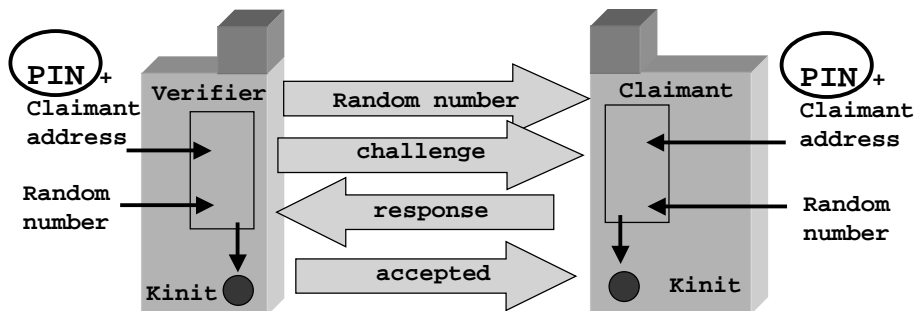 PIN +
Claimant
address
Random
number
Verifier
Kinit
Random number
challenge
response
accepted
Claimant
Kinit
PIN +
Claimant
address
Random
number